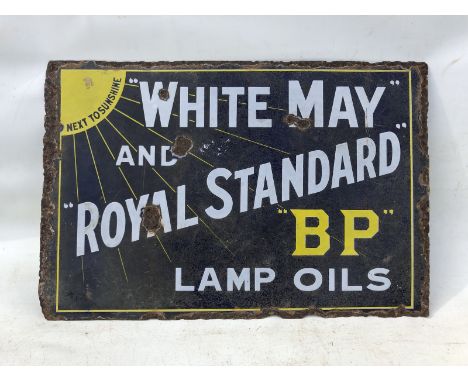 NEXT TO SUNSHINE
"WHITE MAY"
AND
"ROYAL STANDARD"
"BP"
LAMP OILS